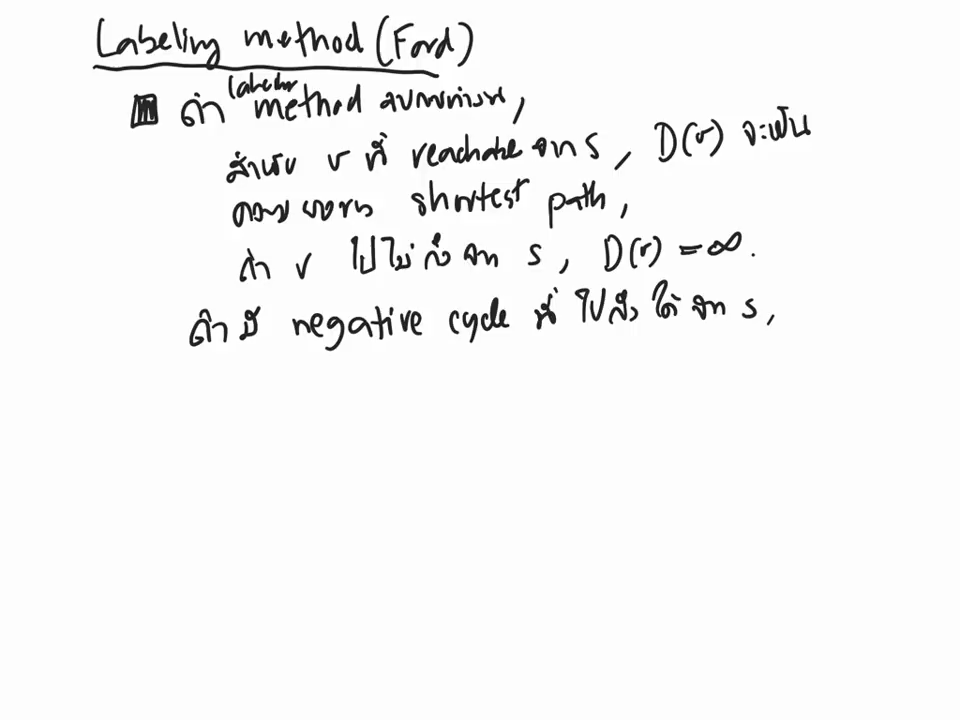 Labeling method (Ford)
ถ้า labeling method จบการทำงาน,
สำหรับ v ที่ reachable จาก s, D(v) จะเป็น
ความยาวของ shortest path,
ถ้า v ไปไม่ถึงจาก s, D(v) = ∞.
ถ้ามี negative cycle ที่ไปถึงได้จาก s,